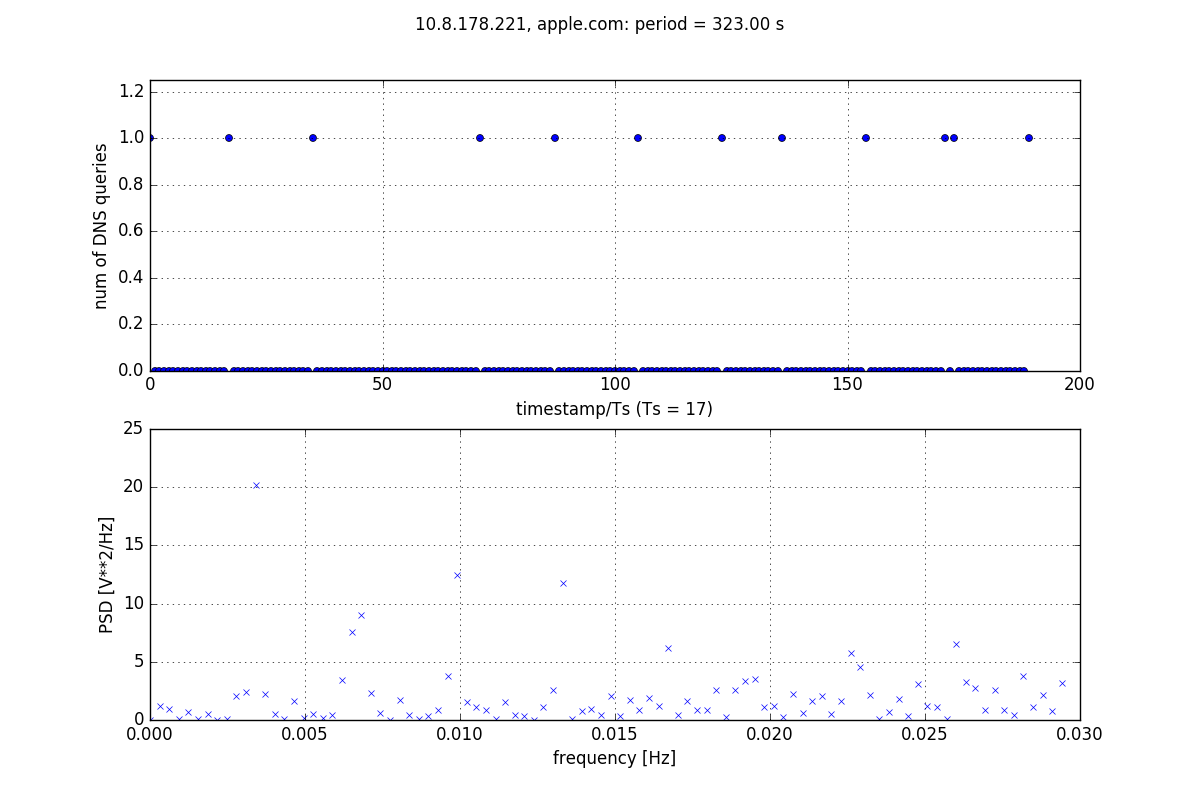 10.8.178.221, apple.com: period = 323.00 s
1.2
1.0
0.8
0.6
0.4
0.2
0.0
num of DNS queries
0 50 100 150 200
timestamp/Ts (Ts = 17)
25
20
15
10
5
0
PSD [V**2/Hz]
0.000 0.005 0.010 0.015 0.020 0.025 0.030
frequency [Hz]